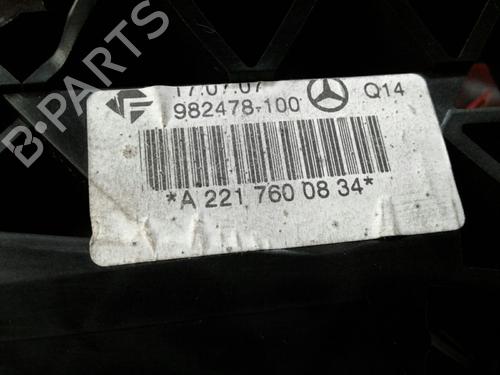 17.07.07
982478-100 Q14
*A 221 760 08 34*
B-PARTS